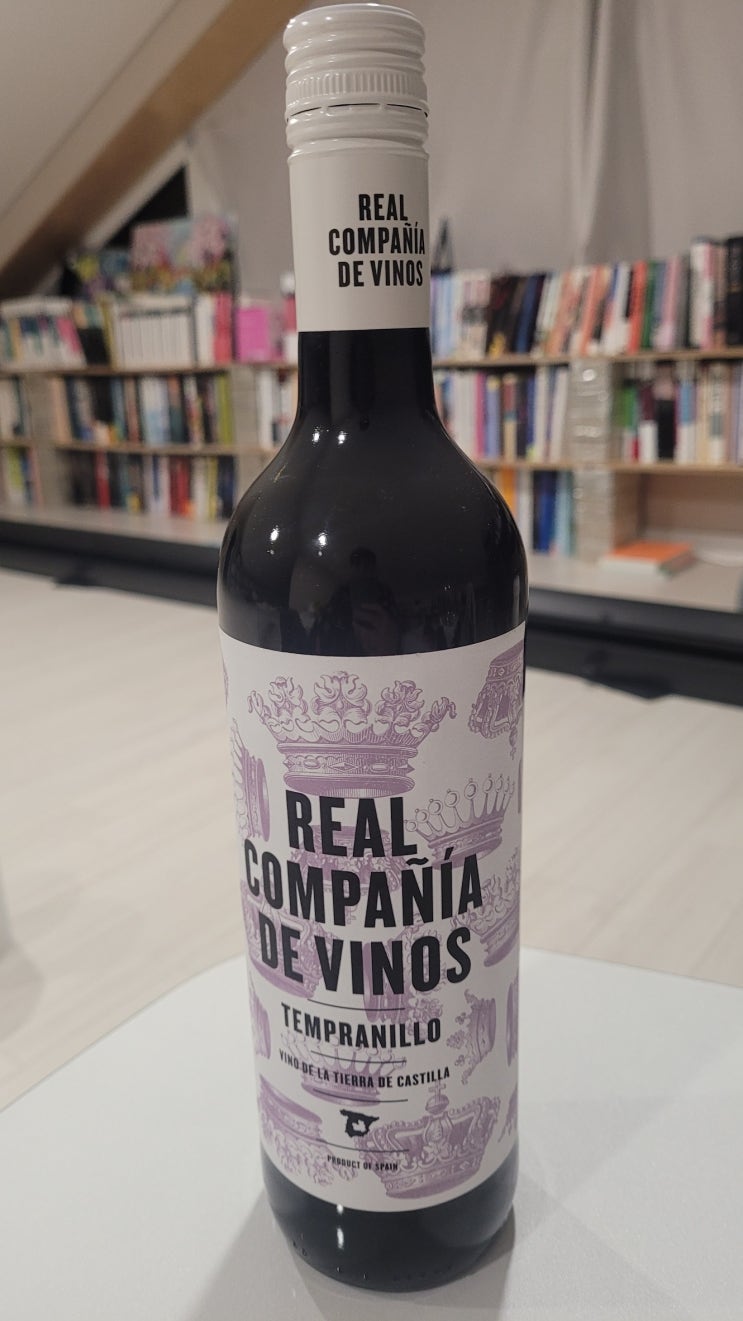 REAL
COMPAÑÍA
DE VINOS
REAL
COMPAÑÍA
DE VINOS
TEMPRANILLO
VINO DE LA TIERRA DE CASTILLA
PRODUCT OF SPAIN